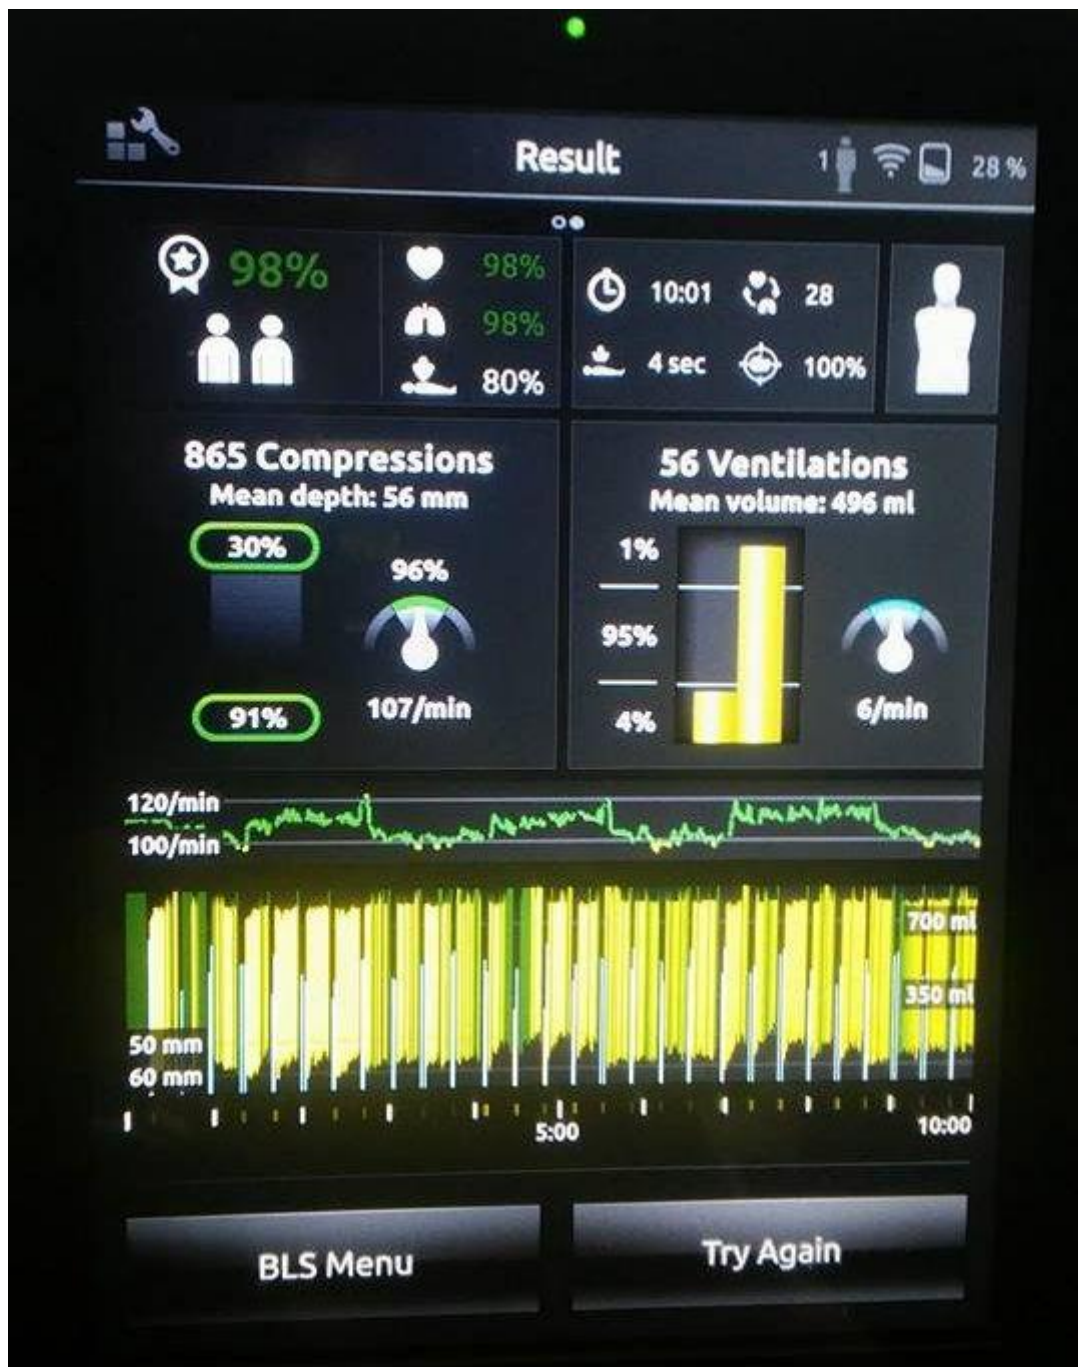 Result
1
28 %
98%
98%
98%
80%
10:01
28
4 sec
100%
865 Compressions
Mean depth: 56 mm
30%
96%
91%
107/min
56 Ventilations
Mean volume: 496 ml
1%
95%
4%
6/min
120/min
100/min
700 ml
350 ml
50 mm
60 mm
5:00
10:00
BLS Menu
Try Again